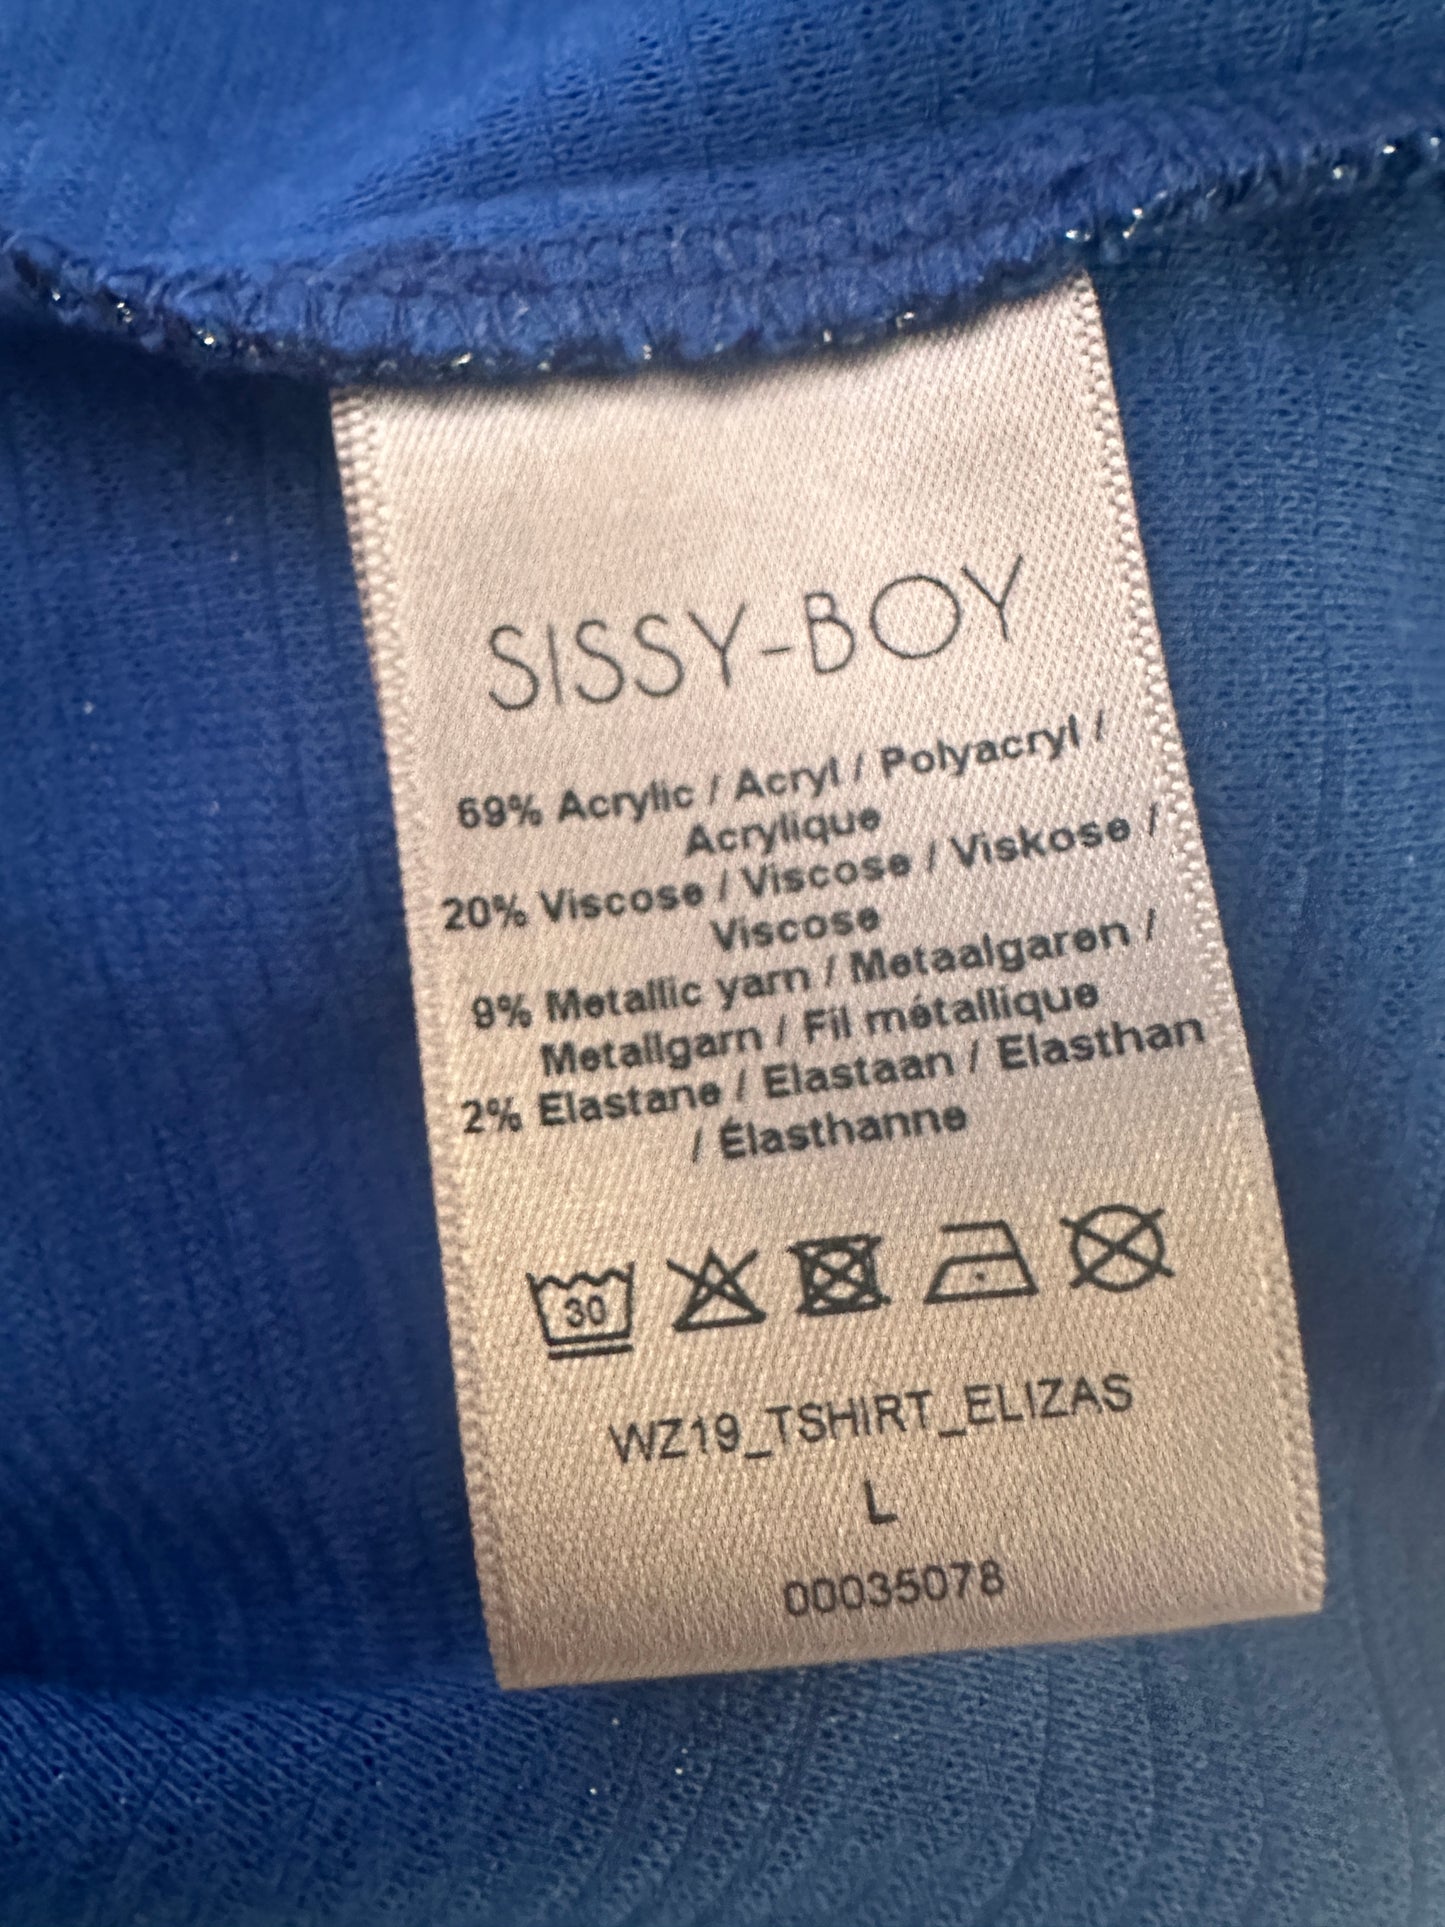 SISSY-BOY
69% Acrylic / Acryl / Polyacryl /
Acrylique
20% Viscose / Viscose / Viskose /
Viscose
9% Metallic yarn / Metaalgaren /
Metallgarn / Fil métallique
2% Elastane / Elastaan / Elasthan
/ Élasthanne
30
WZ19_TSHIRT_ELIZAS
L
00035078